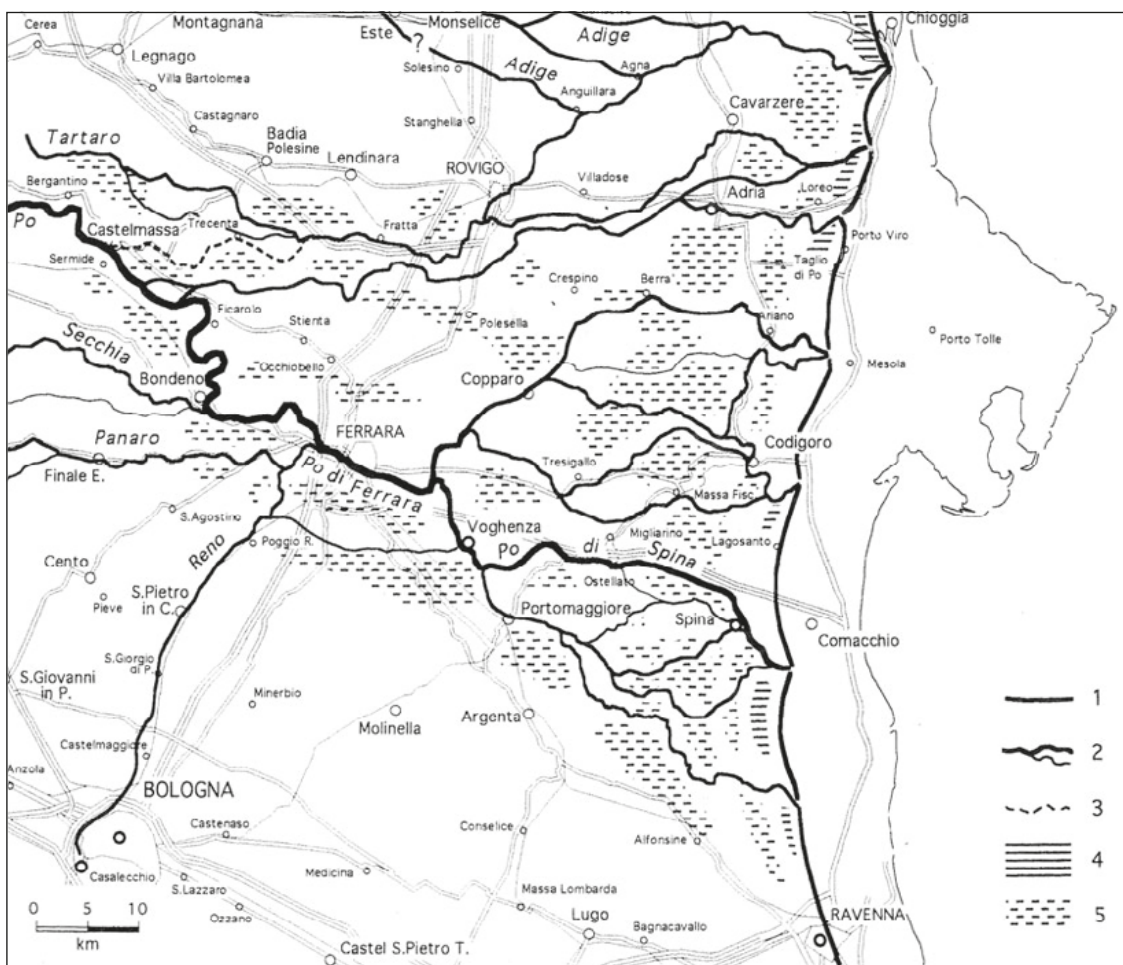 Cerea
Montagnana
Monselice
Chioggia
Este
?
Adige
Legnago
Solesino
Adige
Agna
Villa Bartolomea
Anguillara
Cavarzere
Castagnaro
Stanghella
Tartaro
Badia
Polesine
Lendinara
ROVIGO
Villadose
Bergantino
Adria
Loreo
Po
Castelmassa
Trecenta
Fratta
Porto Viro
Sermide
Taglio
di Po
Crespino
Berra
Ficarolo
Stienta
Polesella
Ariano
Porto Tolle
Secchia
Occhiobello
Mesola
Bondeno
Copparo
Panaro
FERRARA
Codigoro
Finale E.
Po di Ferrara
Tresigallo
Massa Fisc.
S.Agostino
Voghenza
Migliarino
Reno
Poggio R.
Po di Spina
Lagosanto
Cento
Ostellato
Pieve
S.Pietro
in C.
Portomaggiore
Spina
Comacchio
S.Giorgio
di P.
S.Giovanni
in P.
Minerbio
Molinella
Argenta
1
Castelmaggiore
2
Anzola
BOLOGNA
3
Castenaso
Conselice
Alfonsine
4
Casalecchio
Medicina
S.Lazzaro
Massa Lombarda
5
0 5 10
km
Ozzano
Lugo
RAVENNA
Bagnacavallo
Castel S.Pietro T.